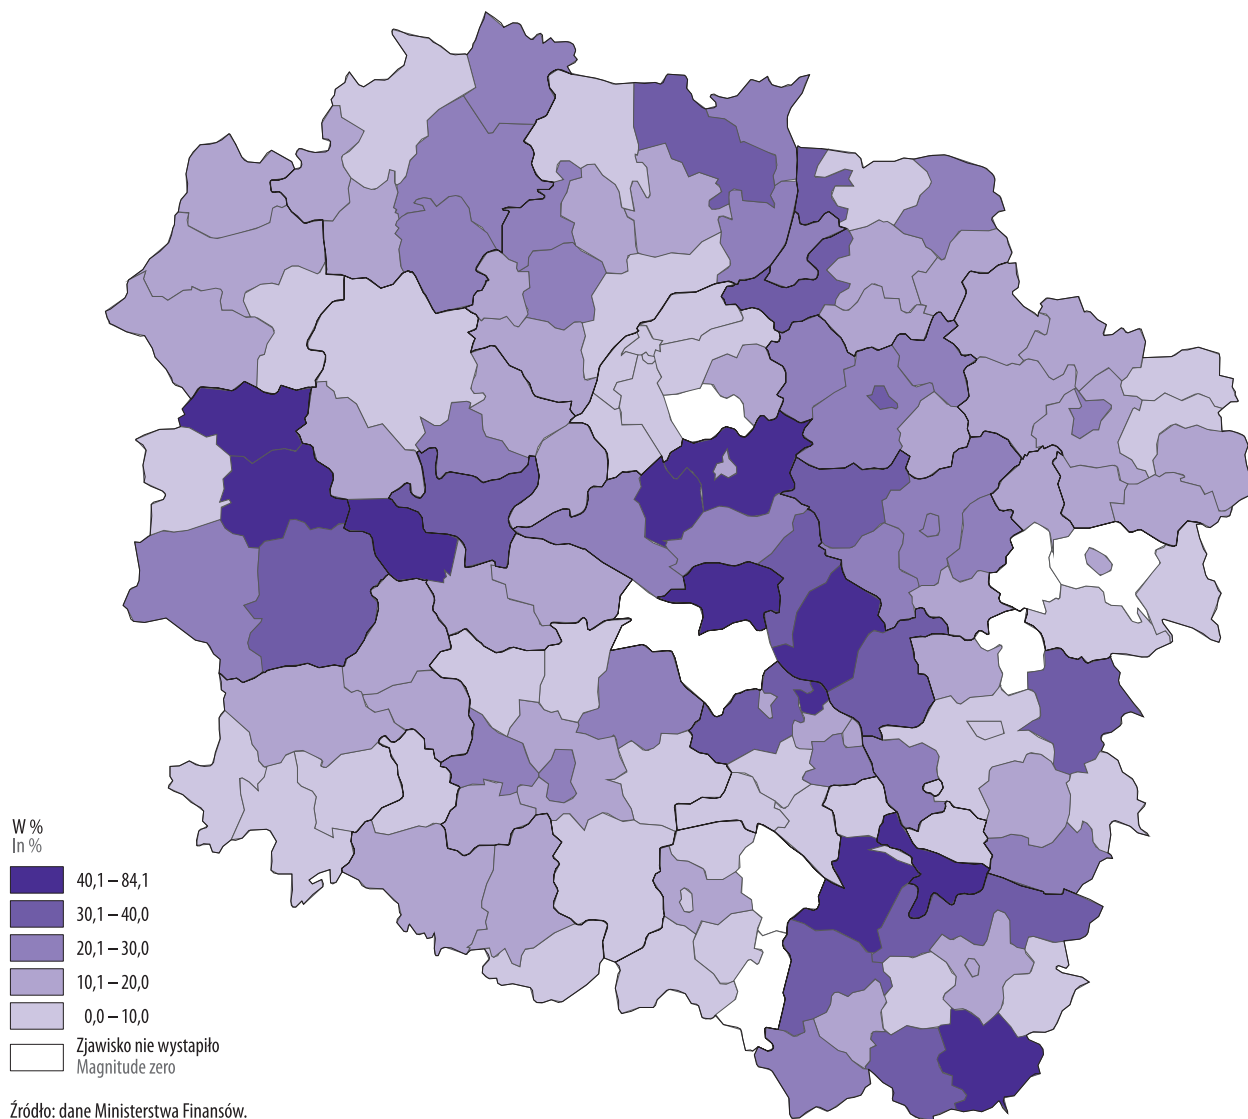 W %
In %
40,1 – 84,1
30,1 – 40,0
20,1 – 30,0
10,1 – 20,0
0,0 – 10,0
Zjawisko nie wystąpiło
Magnitude zero
Źródło: dane Ministerstwa Finansów.